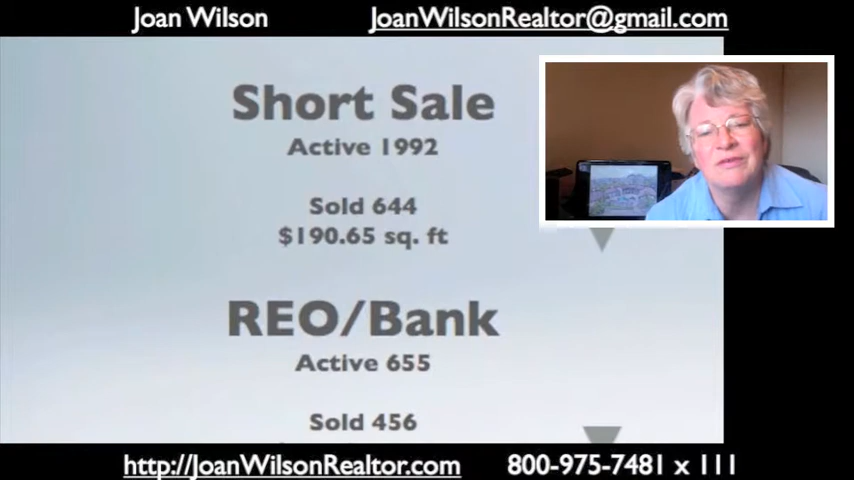 Joan Wilson JoanWilsonRealtor@gmail.com
Short Sale
Active 1992
Sold 644
$190.65 sq. ft
REO/Bank
Active 655
Sold 456
http://JoanWilsonRealtor.com 800-975-7481 x 111